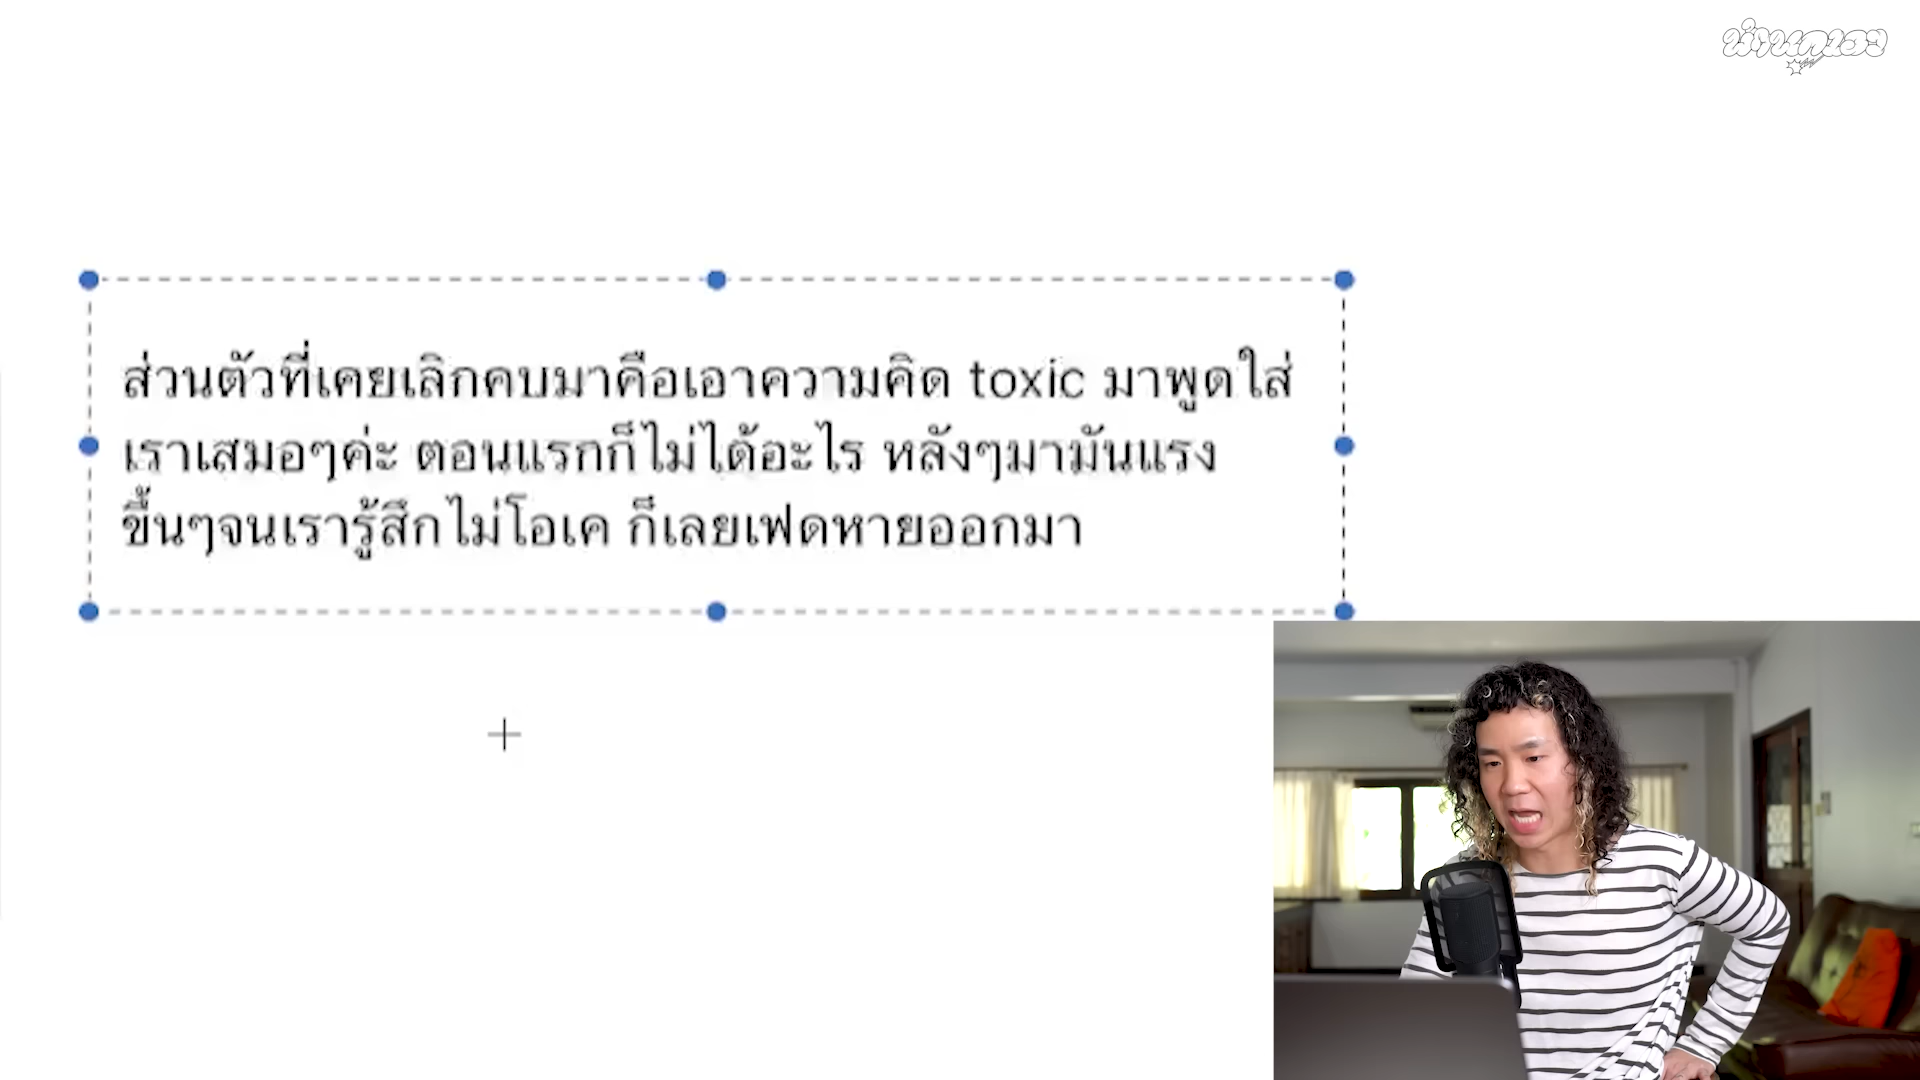 ส่วนตัวที่เคยเลิกคบมาคือเอาความคิด toxic มาพูดใส่
เราเสมอๆค่ะ ตอนแรกก็ไม่ได้อะไร หลังๆมามันแรง
ขึ้นๆจนเรารู้สึกไม่โอเค ก็เลยเฟดหายออกมา